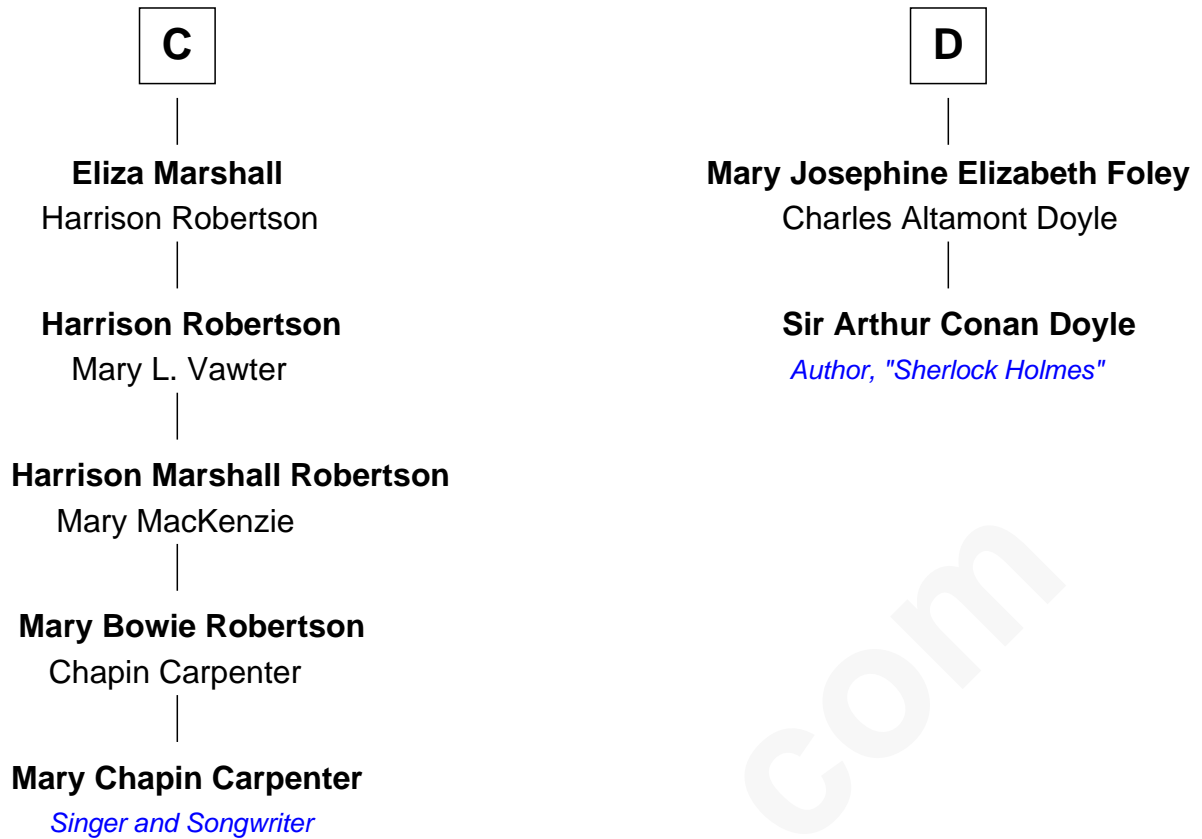 C
Eliza Marshall
Harrison Robertson
Harrison Robertson
Mary L. Vawter
Harrison Marshall Robertson
Mary MacKenzie
Mary Bowie Robertson
Chapin Carpenter
Mary Chapin Carpenter
Singer and Songwriter
D
Mary Josephine Elizabeth Foley
Charles Altamont Doyle
Sir Arthur Conan Doyle
Author, "Sherlock Holmes"
com